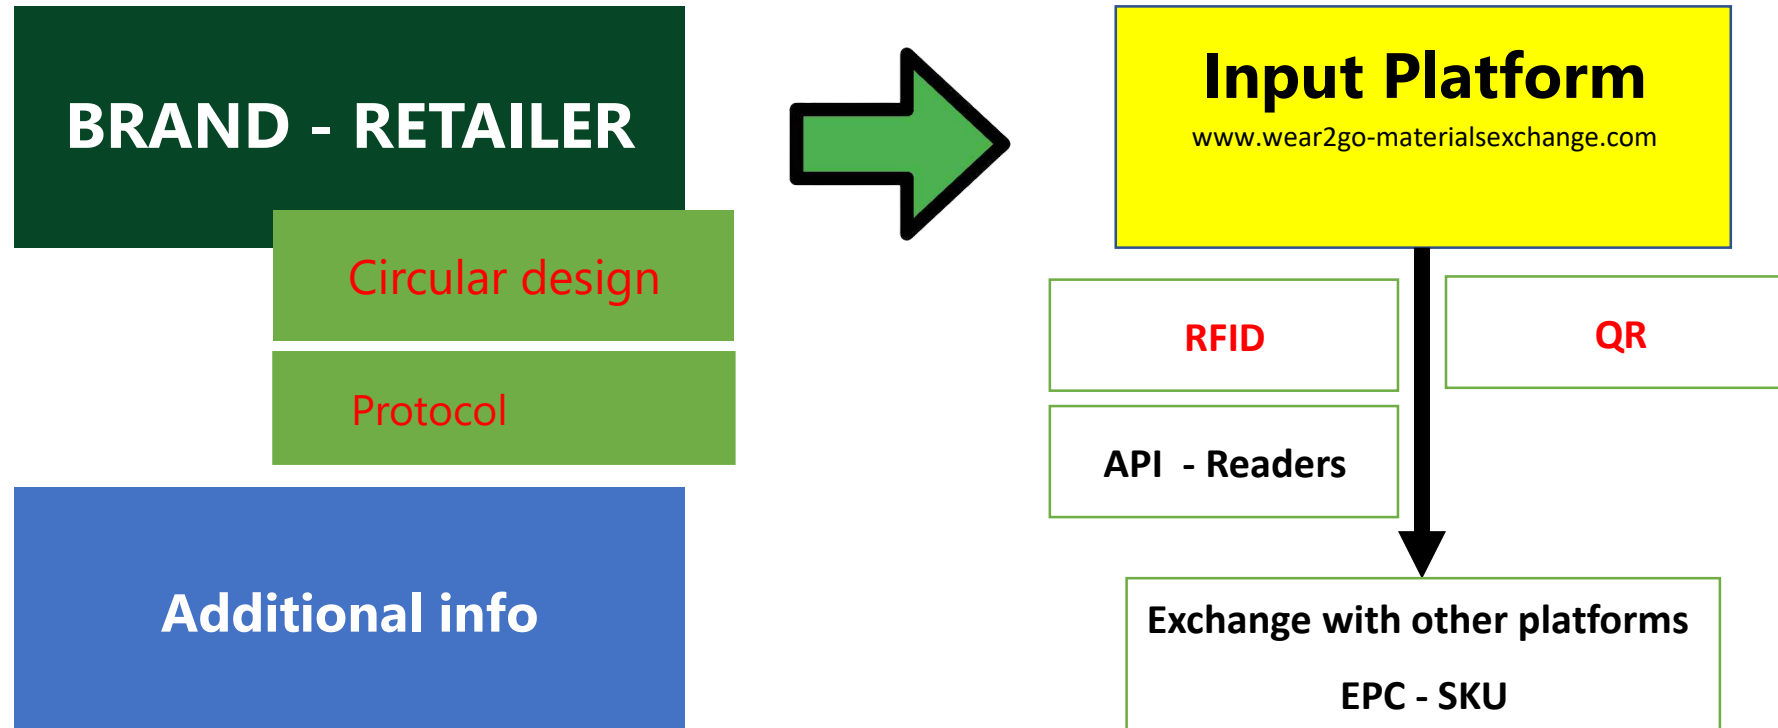 BRAND - RETAILER
Circular design
Protocol
Additional info
Input Platform
www.wear2go-materialsexchange.com
RFID
QR
API - Readers
Exchange with other platforms
EPC - SKU